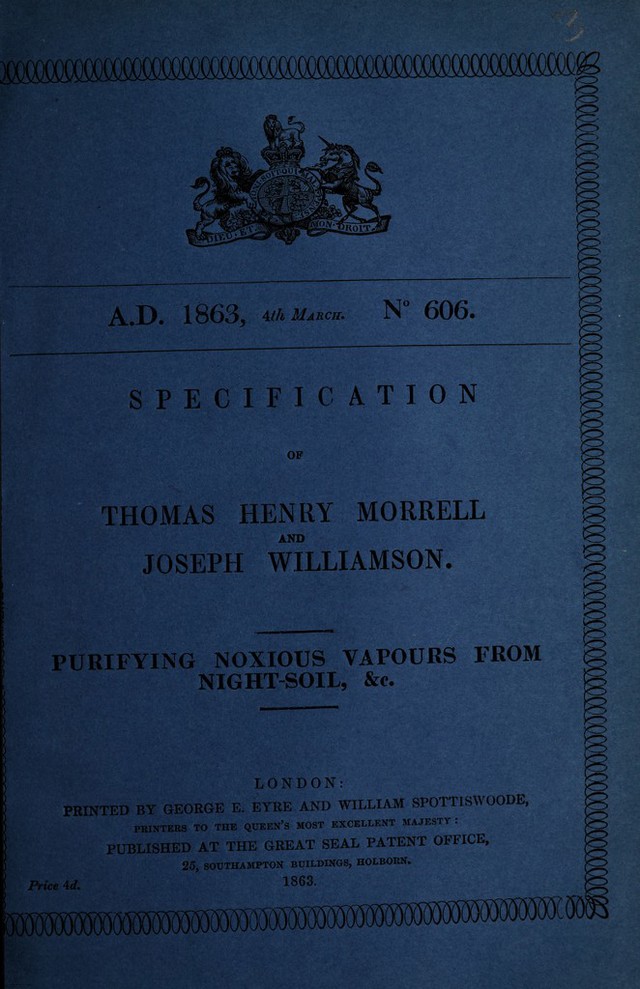 3
DIEU ET MON DROIT.
A.D. 1863, 4th MARCH. No 606.
SPECIFICATION
OF
THOMAS HENRY MORRELL
AND
JOSEPH WILLIAMSON.
PURIFYING NOXIOUS VAPOURS FROM
NIGHT-SOIL, &c.
LONDON:
PRINTED BY GEORGE E. EYRE AND WILLIAM SPOTTISWOODE,
PRINTERS TO THE QUEEN'S MOST EXCELLENT MAJESTY:
PUBLISHED AT THE GREAT SEAL PATENT OFFICE,
25, SOUTHAMPTON BUILDINGS, HOLBORN.
Price 4d. 1863.